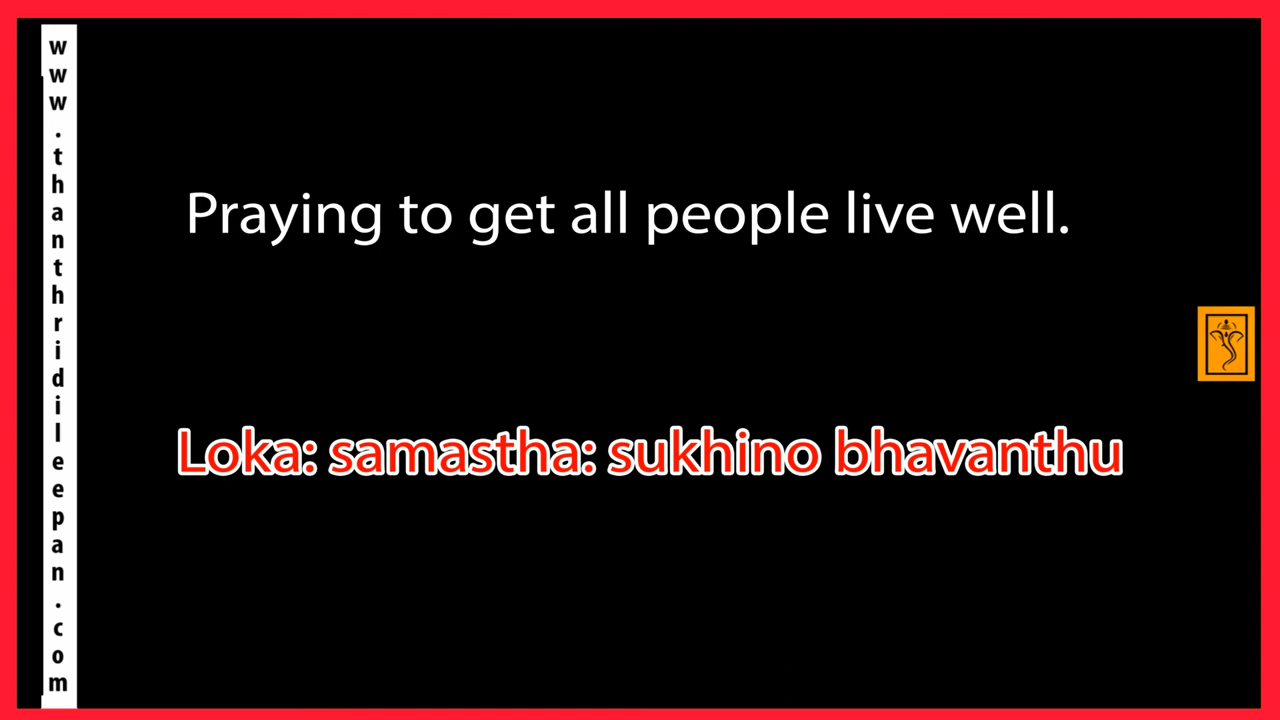 www.thanthridileepan.com
Praying to get all people live well.
Loka: samastha: sukhino bhavanthu